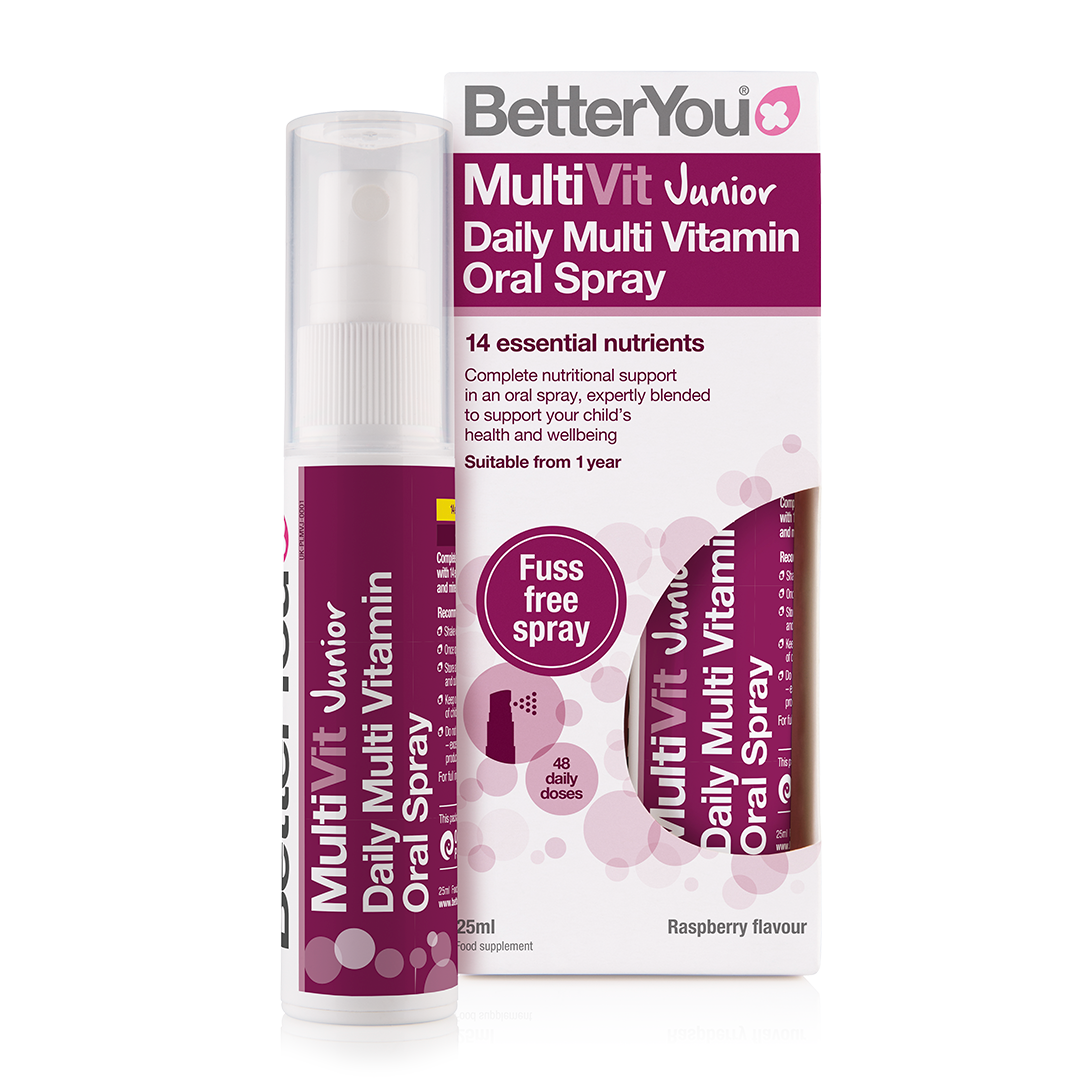 BetterYou®
MultiVit Junior
Daily Multi Vitamin
Oral Spray
14 essential nutrients
Complete nutritional support
in an oral spray, expertly blended
to support your child's
health and wellbeing
Suitable from 1 year
Fuss
free
spray
48
daily
doses
25ml
Food supplement
Raspberry flavour
MultiVit Junior
Daily Multi Vitamin
Oral Spray
25ml
MultiVit Junior
Daily Multi Vitamin
Oral Spray
25ml